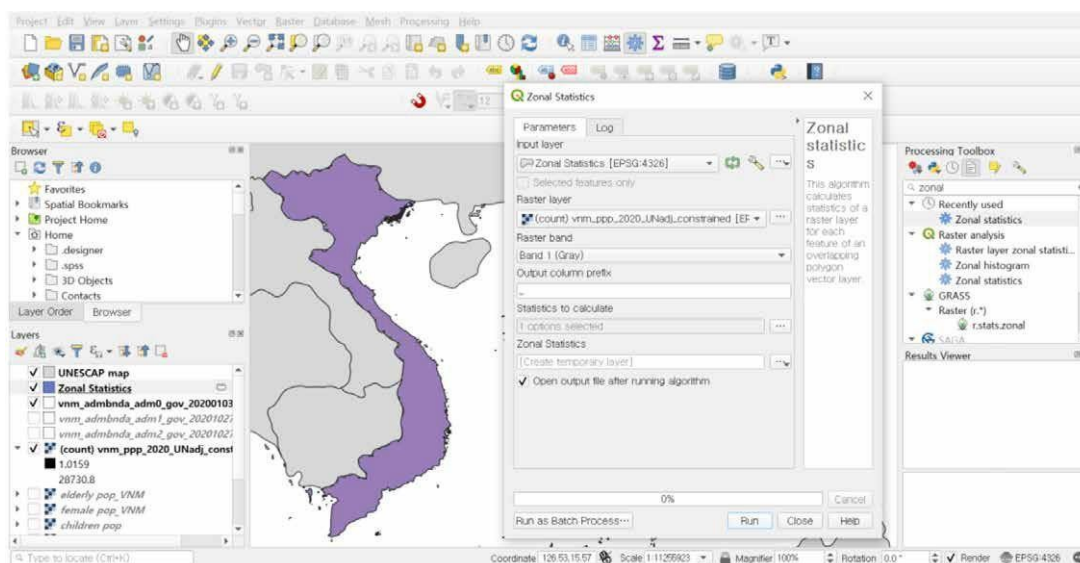 Project Edit View Layer Settings Plugins Vector Raster Database Mesh Processing Help
12
Browser
Favorites
Spatial Bookmarks
Project Home
Home
.designer
.spss
3D Objects
Contacts
Layer Order Browser
Layers
UNESCAP map
Zonal Statistics
vnm_admbnda_adm0_gov_20200103
vnm_admbnda_adm1_gov_20201027
vnm_admbnda_adm2_gov_20201027
(count) vnm_ppp_2020_UNadj_const
1.0159
28730.8
elderly pop_VNM
female pop_VNM
children pop
Zonal Statistics
Parameters Log
Input layer
Zonal Statistics [EPSG:4326]
Selected features only
Raster layer
(count) vnm_ppp_2020_UNadj_constrained [EF
Raster band
Band 1 (Gray)
Output column prefix
_
Statistics to calculate
1 options selected
Zonal Statistics
[Create temporary layer]
Open output file after running algorithm
0%
Cancel
Run as Batch Process···
Run Close Help
Zonal
statistic
s
This algorithm
calculates
statistics of a
raster layer
for each
feature of an
overlapping
polygon
vector layer.
Processing Toolbox
zonal
Recently used
Zonal statistics
Raster analysis
Raster layer zonal statisti...
Zonal histogram
Zonal statistics
GRASS
Raster (r.*)
r.stats.zonal
SAGA
Results Viewer
Type to locate (Ctrl+K)
Coordinate 126.53,15.57 Scale 1:11255923 Magnifier 100% Rotation 0.0 ° Render EPSG:4326